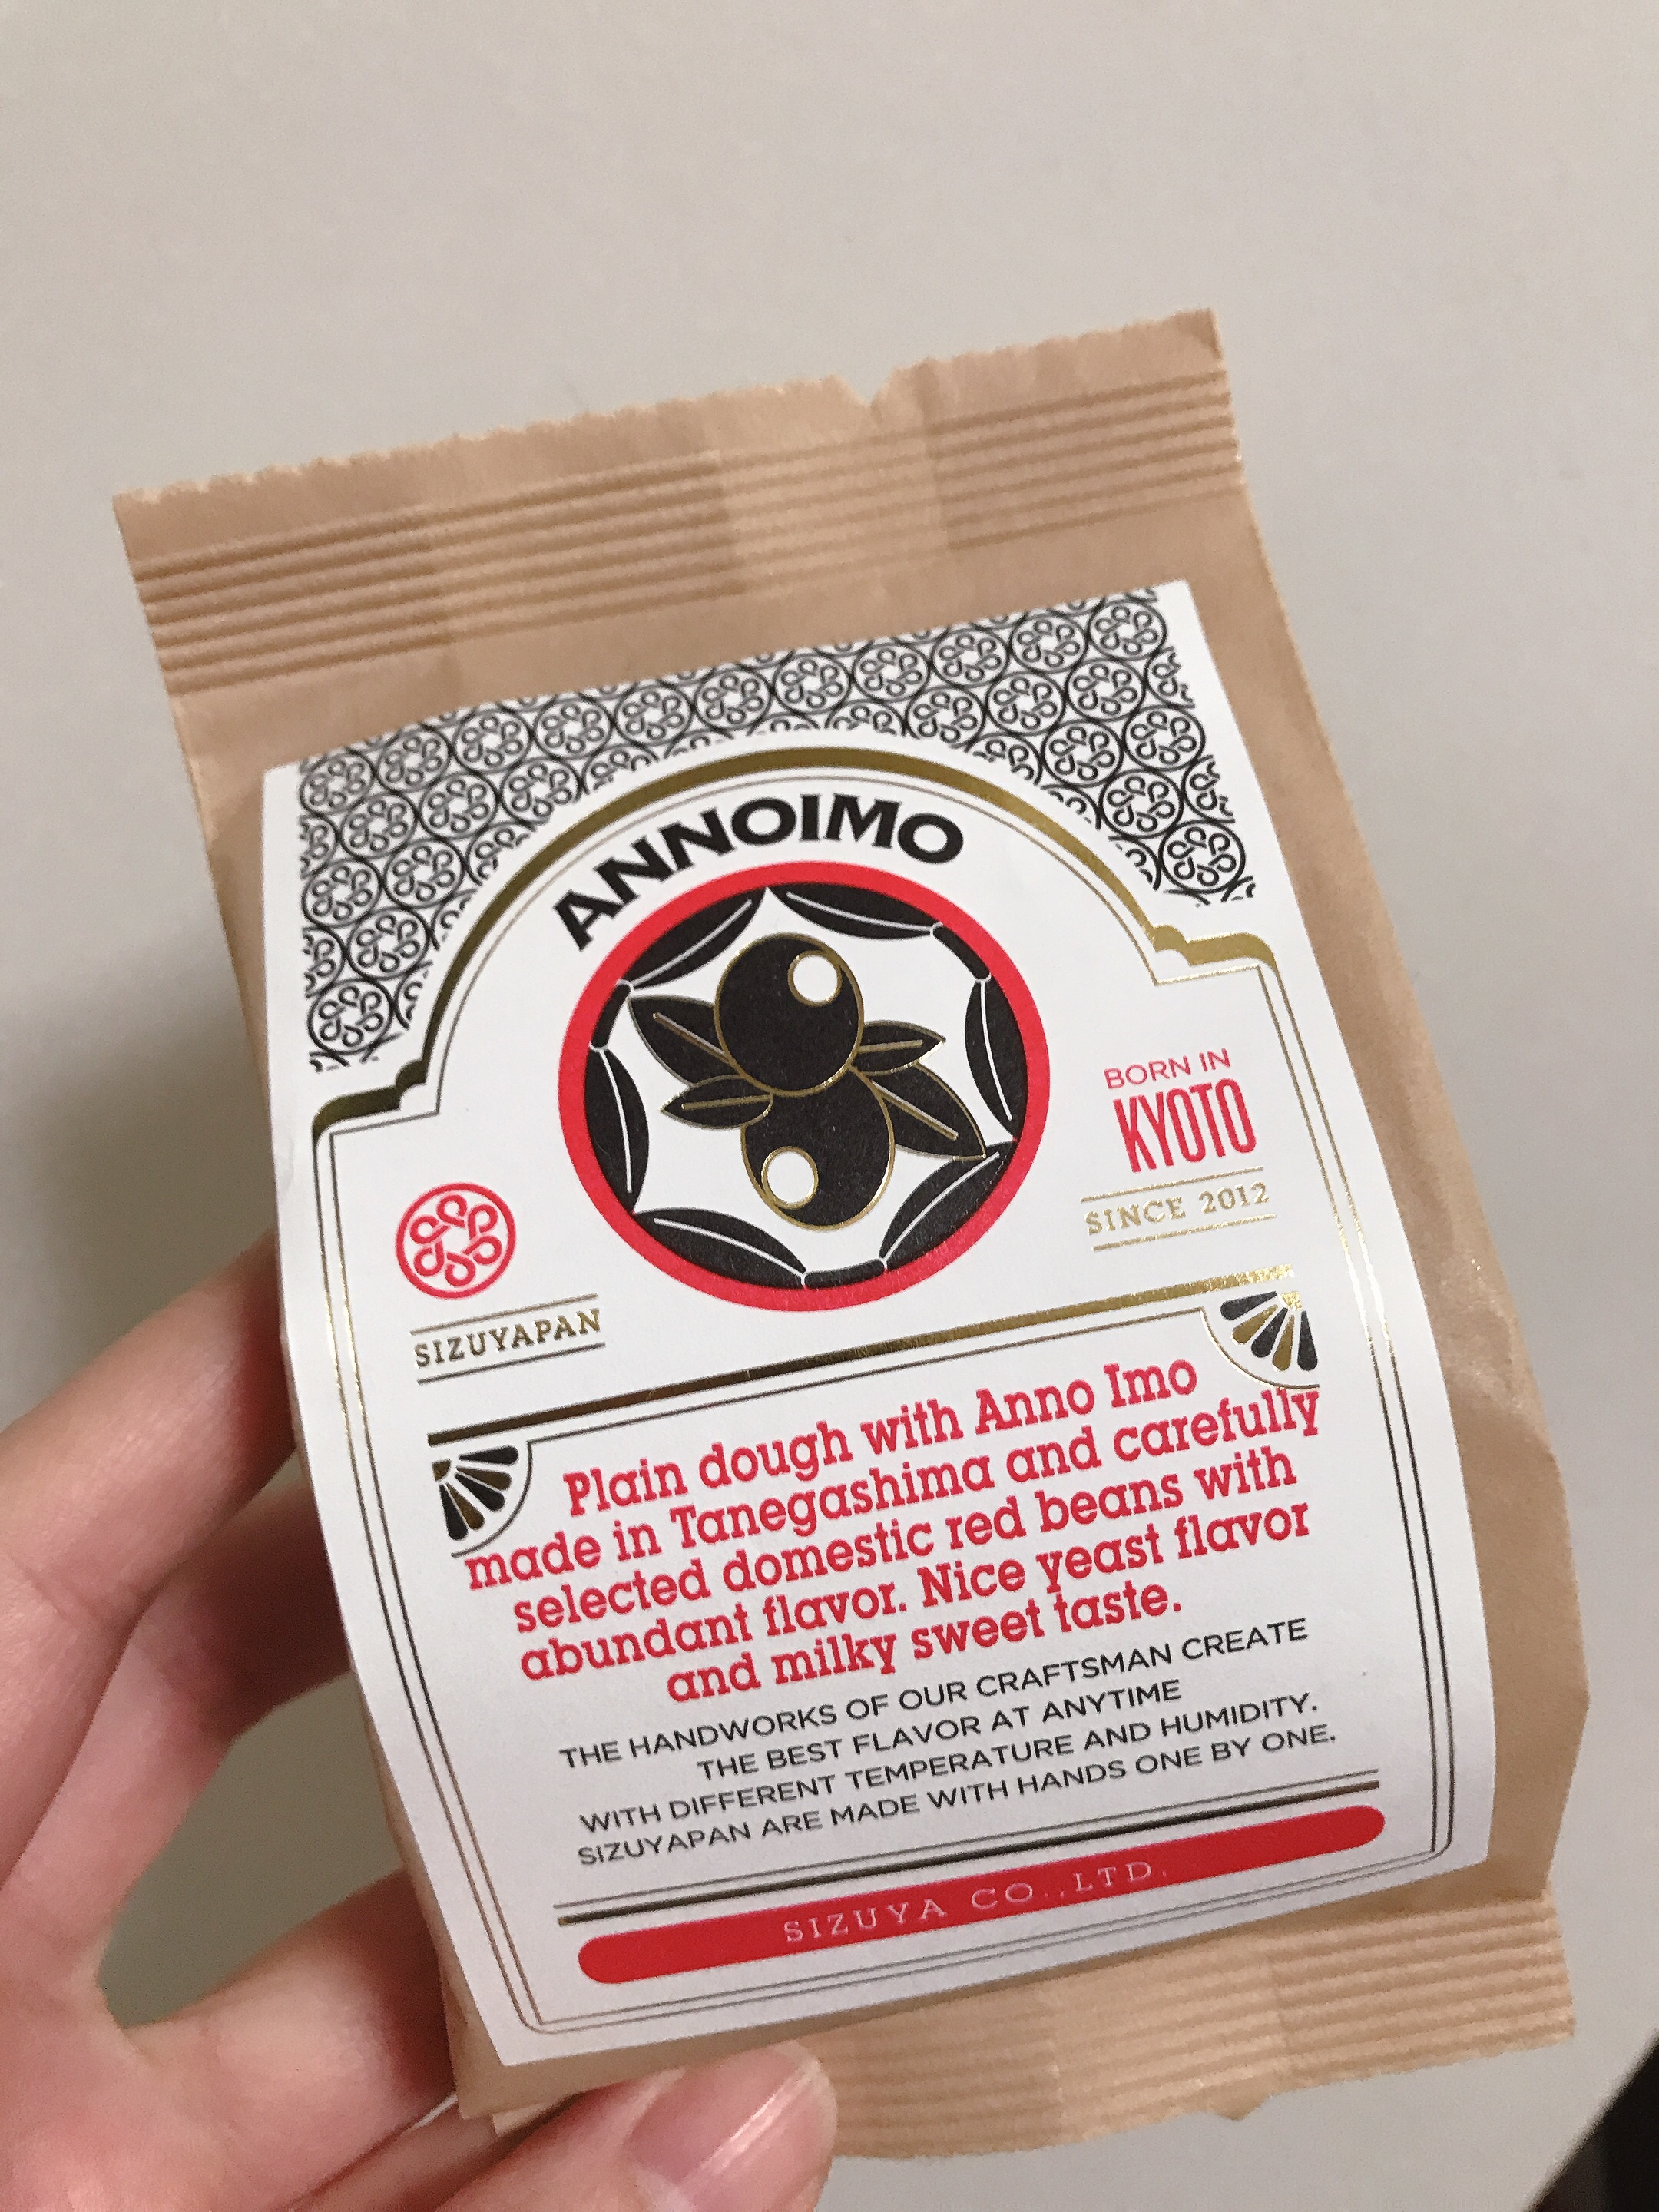 ANNOIMO
BORN IN
KYOTO
SINCE 2012
SIZUYAPAN
Plain dough with Anno Imo
made in Tanegashima and carefully
selected domestic red beans with
abundant flavor. Nice yeast flavor
and milky sweet taste.
THE HANDWORKS OF OUR CRAFTSMAN CREATE
THE BEST FLAVOR AT ANYTIME
WITH DIFFERENT TEMPERATURE AND HUMIDITY.
SIZUYAPAN ARE MADE WITH HANDS ONE BY ONE.
SIZUYA CO.,LTD.